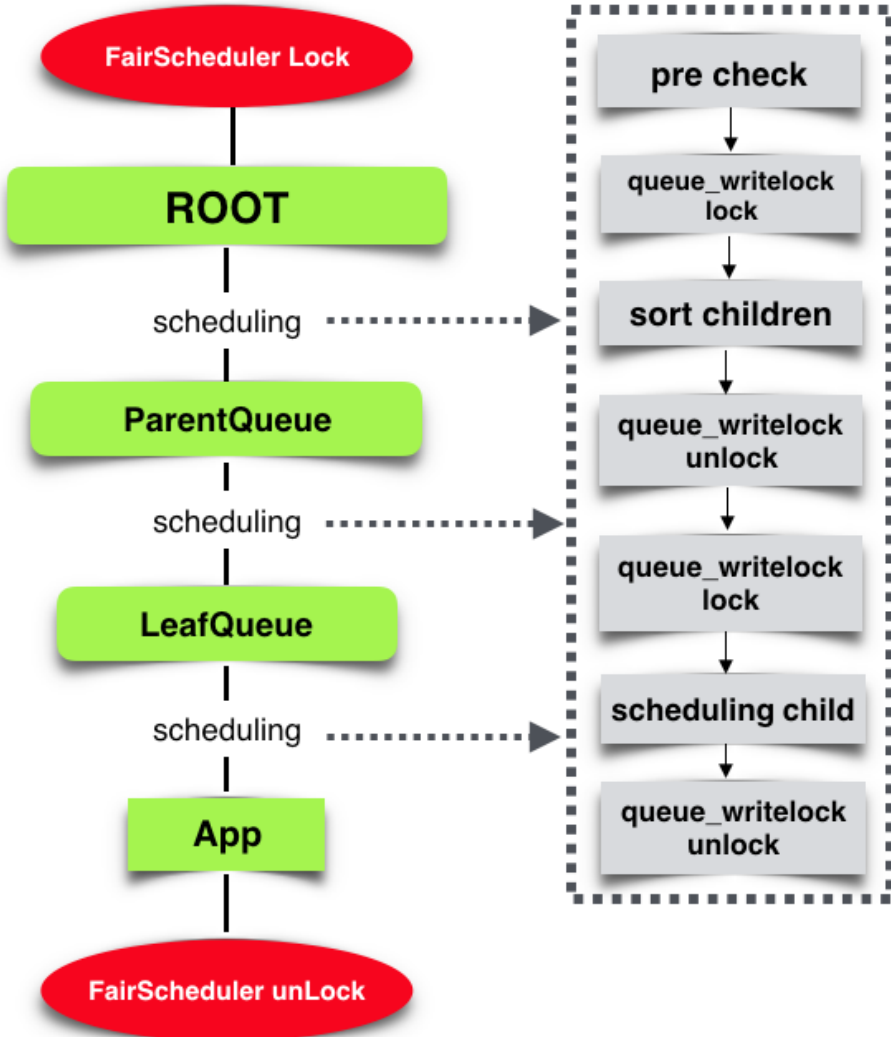 FairScheduler Lock
ROOT
scheduling
ParentQueue
scheduling
LeafQueue
scheduling
App
FairScheduler unLock
pre check
queue_writelock
lock
sort children
queue_writelock
unlock
queue_writelock
lock
scheduling child
queue_writelock
unlock